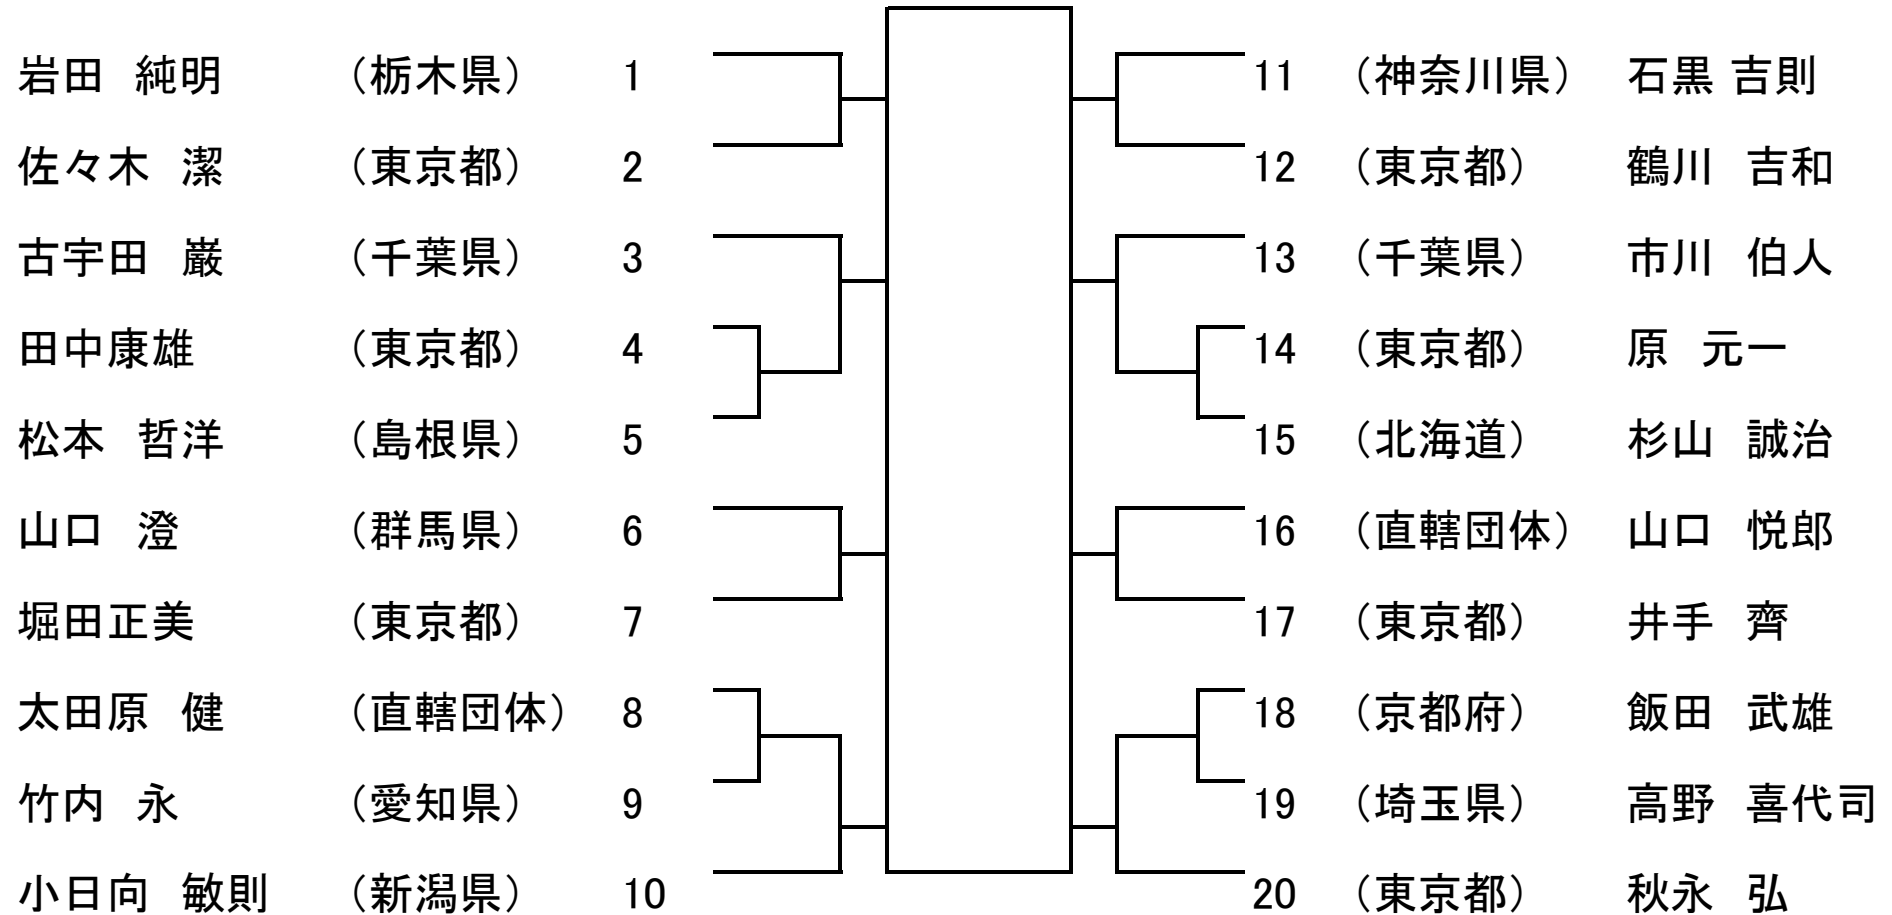 岩田 純明 （栃木県） 1 11 （神奈川県） 石黒 吉則
佐々木 潔 （東京都） 2 12 （東京都） 鶴川 吉和
古宇田 巌 （千葉県） 3 13 （千葉県） 市川 伯人
田中康雄 （東京都） 4 14 （東京都） 原 元一
松本 哲洋 （島根県） 5 15 （北海道） 杉山 誠治
山口 澄 （群馬県） 6 16 （直轄団体） 山口 悦郎
堀田正美 （東京都） 7 17 （東京都） 井手 齊
太田原 健 （直轄団体） 8 18 （京都府） 飯田 武雄
竹内 永 （愛知県） 9 19 （埼玉県） 高野 喜代司
小日向 敏則 （新潟県） 10 20 （東京都） 秋永 弘